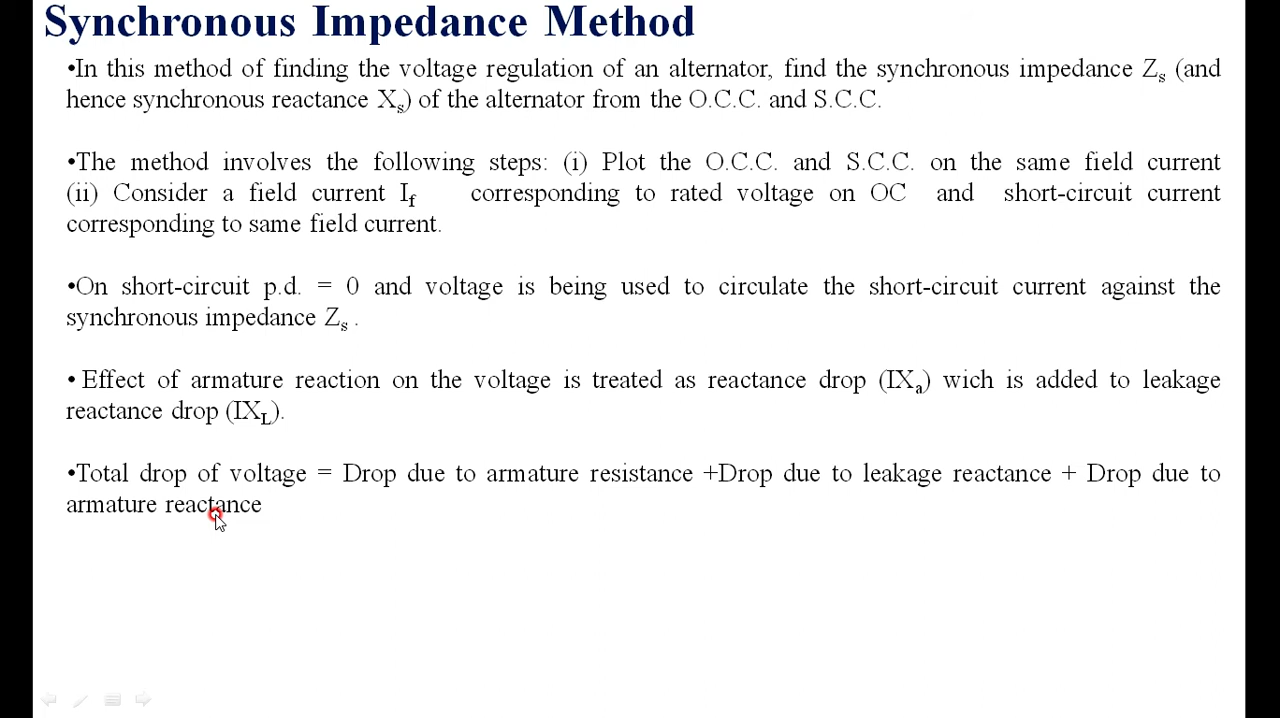 Synchronous Impedance Method
•In this method of finding the voltage regulation of an alternator, find the synchronous impedance Zs (and
hence synchronous reactance Xs) of the alternator from the O.C.C. and S.C.C.
•The method involves the following steps: (i) Plot the O.C.C. and S.C.C. on the same field current
(ii) Consider a field current If corresponding to rated voltage on OC and short-circuit current
corresponding to same field current.
•On short-circuit p.d. = 0 and voltage is being used to circulate the short-circuit current against the
synchronous impedance Zs .
• Effect of armature reaction on the voltage is treated as reactance drop (IXa) wich is added to leakage
reactance drop (IXL).
•Total drop of voltage = Drop due to armature resistance +Drop due to leakage reactance + Drop due to
armature reactance